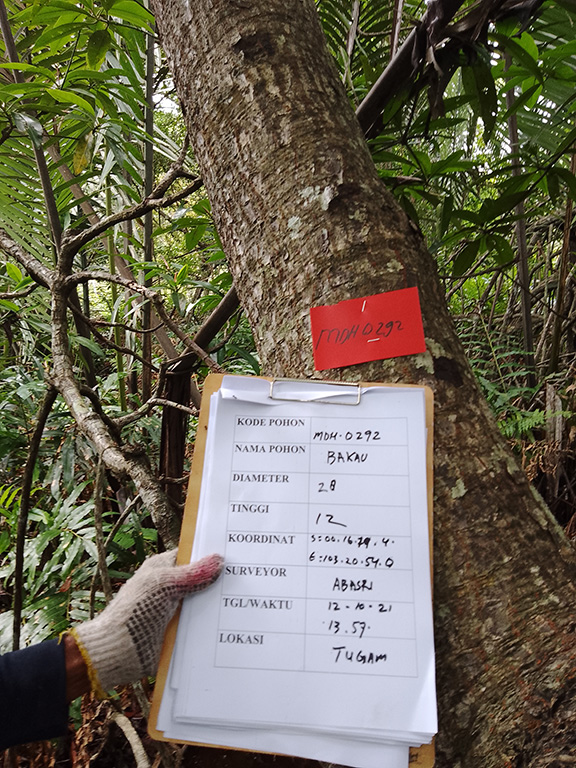 MDH.0292
KODE POHON MDH.0292
NAMA POHON BAKAU
DIAMETER 28
TINGGI 12
KOORDINAT S=00.16.29.4.
E=103.20.54.0
SURVEYOR ABASRI
TGL/WAKTU 12.10.21
13.57.
LOKASI TUGAM